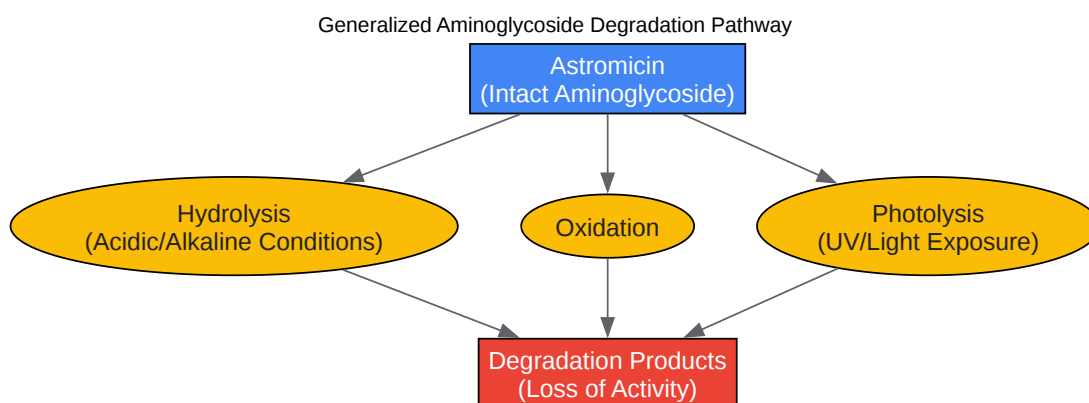 Generalized Aminoglycoside Degradation Pathway
Astromicin
(Intact Aminoglycoside)
Hydrolysis
(Acidic/Alkaline Conditions)
Oxidation
Photolysis
(UV/Light Exposure)
Degradation Products
(Loss of Activity)